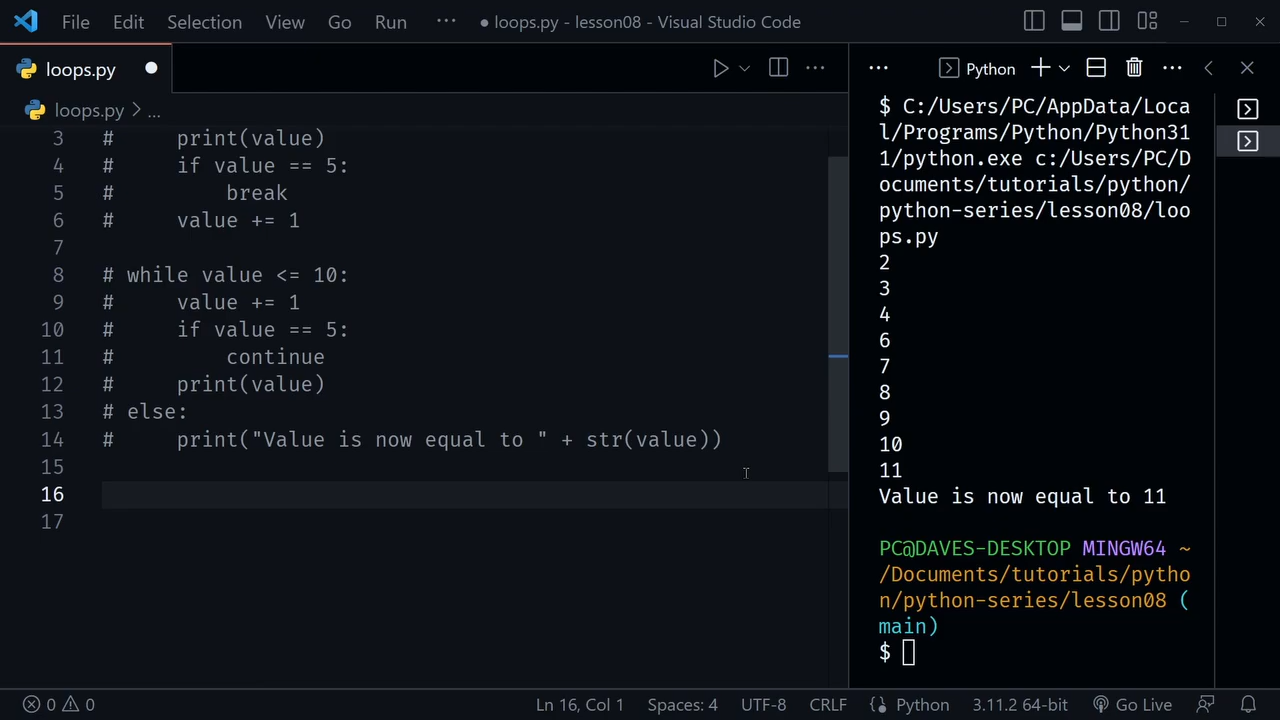 File Edit Selection View Go Run ··· ● loops.py - lesson08 - Visual Studio Code
loops.py ●
loops.py > ...
3 #     print(value)
4 #     if value == 5:
5 #         break
6 #     value += 1
7
8 # while value <= 10:
9 #     value += 1
10 #     if value == 5:
11 #         continue
12 #     print(value)
13 # else:
14 #     print("Value is now equal to " + str(value))
15
16
17
Python
$ C:/Users/PC/AppData/Loca
l/Programs/Python/Python31
1/python.exe c:/Users/PC/D
ocuments/tutorials/python/
python-series/lesson08/loo
ps.py
2
3
4
6
7
8
9
10
11
Value is now equal to 11
PC@DAVES-DESKTOP MINGW64 ~
/Documents/tutorials/pytho
n/python-series/lesson08 (
main)
$
0 0 Ln 16, Col 1 Spaces: 4 UTF-8 CRLF Python 3.11.2 64-bit Go Live